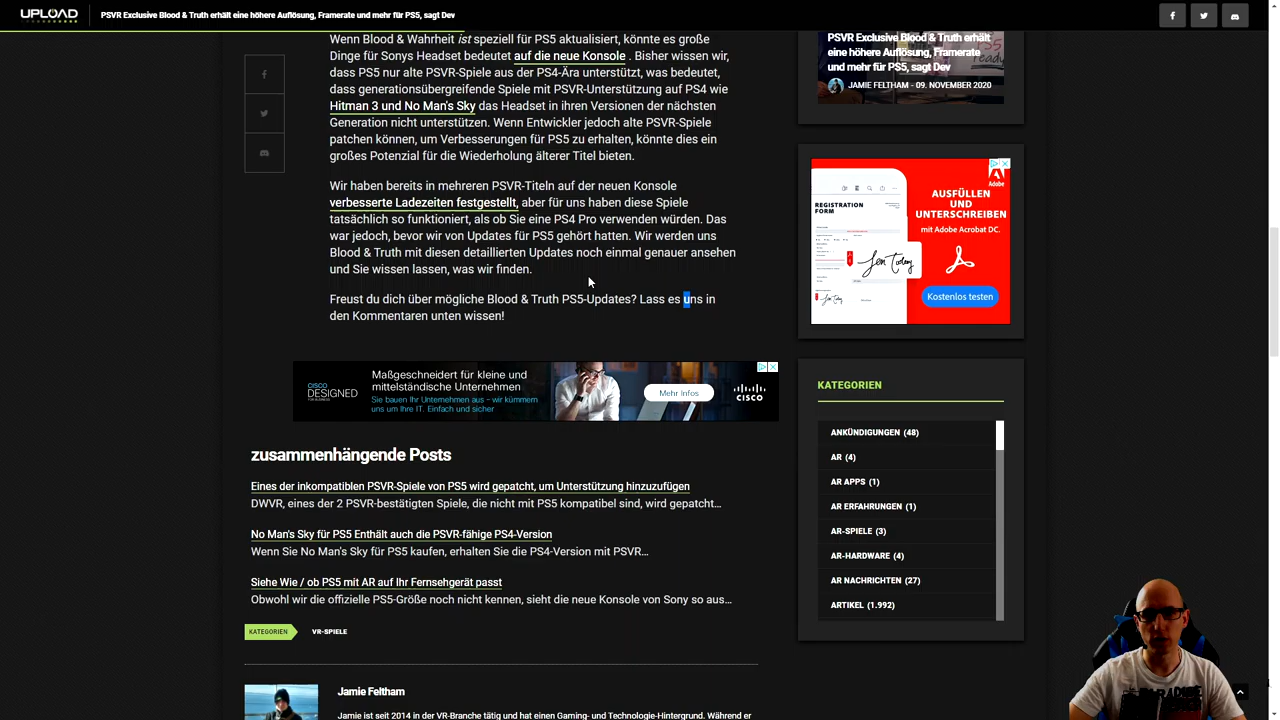 UPLOAD
PSVR Exclusive Blood & Truth erhält eine höhere Auflösung, Framerate und mehr für PS5, sagt Dev
Wenn Blood & Wahrheit ist speziell für PS5 aktualisiert, könnte es große
Dinge für Sonys Headset bedeuten auf die neue Konsole . Bisher wissen wir,
dass PS5 nur alte PSVR-Spiele aus der PS4-Ära unterstützt, was bedeutet,
dass generationsübergreifende Spiele mit PSVR-Unterstützung auf PS4 wie
Hitman 3 und No Man's Sky das Headset in ihren Versionen der nächsten
Generation nicht unterstützen. Wenn Entwickler jedoch alte PSVR-Spiele
patchen können, um Verbesserungen für PS5 zu erhalten, könnte dies ein
großes Potenzial für die Wiederholung älterer Titel bieten.
Wir haben bereits in mehreren PSVR-Titeln auf der neuen Konsole
verbesserte Ladezeiten festgestellt, aber für uns haben diese Spiele
tatsächlich so funktioniert, als ob Sie eine PS4 Pro verwenden würden. Das
war jedoch, bevor wir von Updates für PS5 gehört hatten. Wir werden uns
Blood & Truth mit diesen detaillierten Updates noch einmal genauer ansehen
und Sie wissen lassen, was wir finden.
Freust du dich über mögliche Blood & Truth PS5-Updates? Lass es uns in
den Kommentaren unten wissen!
CISCO
DESIGNED
FOR BUSINESS
Maßgeschneidert für kleine und
mittelständische Unternehmen
Sie bauen Ihr Unternehmen aus – wir kümmern
uns um Ihre IT. Einfach und sicher
Mehr Infos
CISCO
zusammenhängende Posts
Eines der inkompatiblen PSVR-Spiele von PS5 wird gepatcht, um Unterstützung hinzuzufügen
DWVR, eines der 2 PSVR-bestätigten Spiele, die nicht mit PS5 kompatibel sind, wird gepatcht…
No Man's Sky für PS5 Enthält auch die PSVR-fähige PS4-Version
Wenn Sie No Man's Sky für PS5 kaufen, erhalten Sie die PS4-Version mit PSVR…
Siehe Wie / ob PS5 mit AR auf Ihr Fernsehgerät passt
Obwohl wir die offizielle PS5-Größe noch nicht kennen, sieht die neue Konsole von Sony so aus…
KATEGORIEN
VR-SPIELE
Jamie Feltham
Jamie ist seit 2014 in der VR-Branche tätig und hat einen Gaming- und Technologie-Hintergrund. Während er
PSVR Exclusive Blood & Truth erhält
eine höhere Auflösung, Framerate
und mehr für PS5, sagt Dev
JAMIE FELTHAM - 09. NOVEMBER 2020
REGISTRATION
FORM
Adobe
AUSFÜLLEN
UND
UNTERSCHREIBEN
mit Adobe Acrobat DC.
Kostenlos testen
KATEGORIEN
ANKÜNDIGUNGEN (48)
AR (4)
AR APPS (1)
AR ERFAHRUNGEN (1)
AR-SPIELE (3)
AR-HARDWARE (4)
AR NACHRICHTEN (27)
ARTIKEL (1.992)